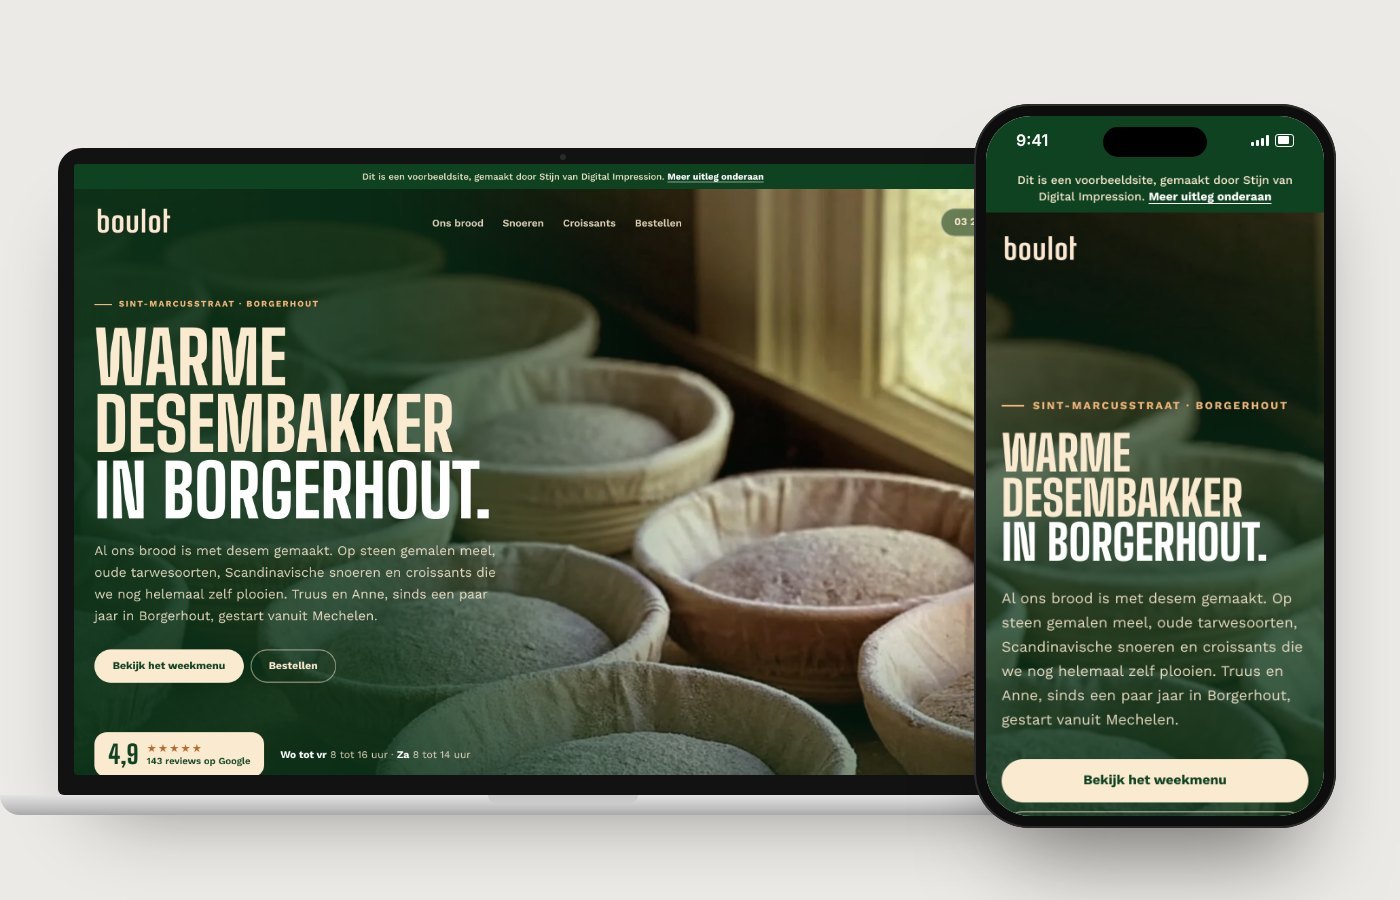 Dit is een voorbeeldsite, gemaakt door Stijn van Digital Impression. Meer uitleg onderaan
boulot
Ons brood Snoeren Croissants Bestellen
03
SINT-MARCUSSTRAAT · BORGERHOUT
WARME
DESEMBAKKER
IN BORGERHOUT.
Al ons brood is met desem gemaakt. Op steen gemalen meel,
oude tarwesoorten, Scandinavische snoeren en croissants die
we nog helemaal zelf plooien. Truus en Anne, sinds een paar
jaar in Borgerhout, gestart vanuit Mechelen.
Bekijk het weekmenu Bestellen
4,9 ★★★★★
143 reviews op Google
Wo tot vr 8 tot 16 uur · Za 8 tot 14 uur
9:41
Dit is een voorbeeldsite, gemaakt door Stijn van
Digital Impression. Meer uitleg onderaan
boulot
SINT-MARCUSSTRAAT · BORGERHOUT
WARME
DESEMBAKKER
IN BORGERHOUT.
Al ons brood is met desem gemaakt. Op
steen gemalen meel, oude tarwesoorten,
Scandinavische snoeren en croissants die
we nog helemaal zelf plooien. Truus en
Anne, sinds een paar jaar in Borgerhout,
gestart vanuit Mechelen.
Bekijk het weekmenu